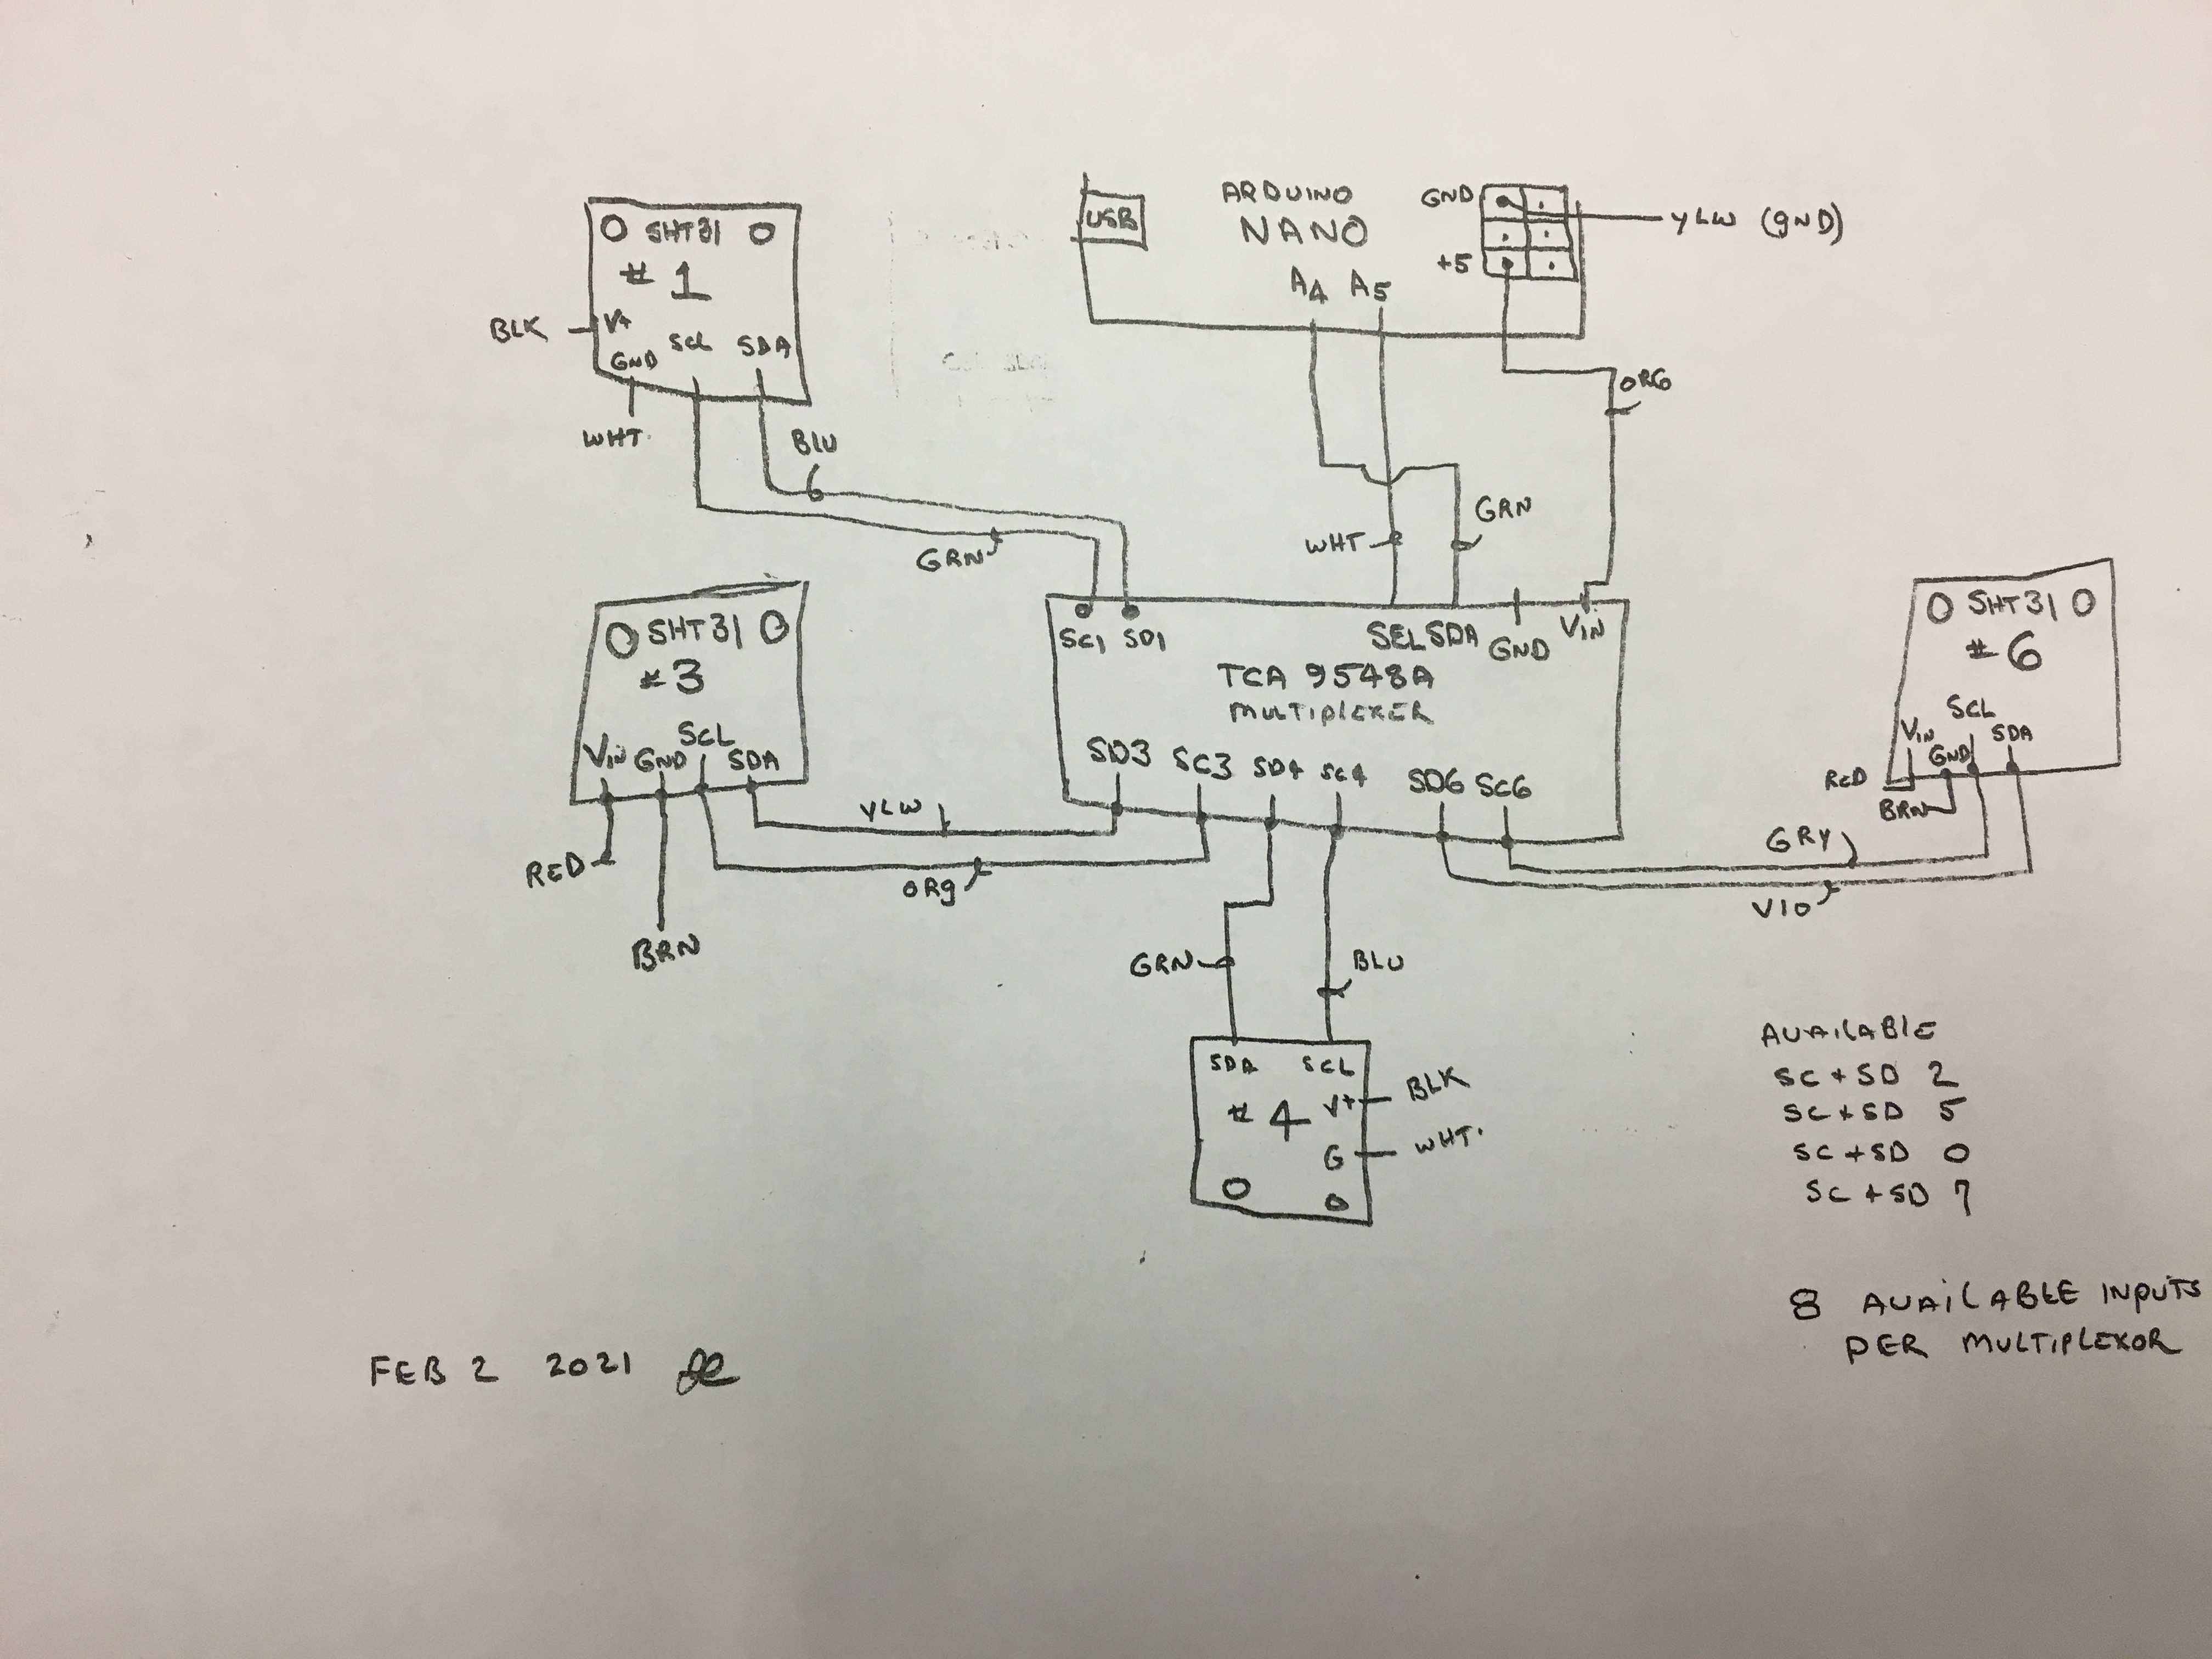 ARDUINO
NANO
USB
A4 A5
GND
+5
YLW (GND)
ORG
SHT31
#1
V+
GND SCL SDA
BLK
WHT.
BLU
GRN
WHT
GRN
SHT31
#3
SCL
VIN GND SDA
RED
BRN
YLW
ORG
SC1 SD1
SCL SDA GND VIN
TCA 9548A
MULTIPLEXER
SD3 SC3 SD4 SC4 SD6 SC6
GRN
BLU
SDA SCL
#4
V+
G
BLK
WHT.
SHT31
#6
SCL
VIN GND SDA
RED
BRN
GRY
VIO
AVAILABLE
SC + SD 2
SC + SD 5
SC + SD 0
SC + SD 7
8 AVAILABLE INPUTS
PER MULTIPLEXOR
FEB 2 2021